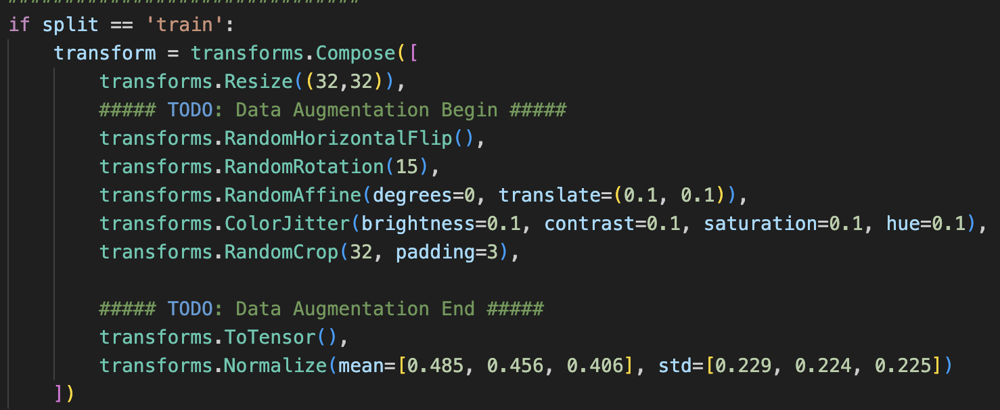 if split == 'train':
transform = transforms.Compose([
transforms.Resize((32,32)),
##### TODO: Data Augmentation Begin #####
transforms.RandomHorizontalFlip(),
transforms.RandomRotation(15),
transforms.RandomAffine(degrees=0, translate=(0.1, 0.1)),
transforms.ColorJitter(brightness=0.1, contrast=0.1, saturation=0.1, hue=0.1),
transforms.RandomCrop(32, padding=3),
##### TODO: Data Augmentation End #####
transforms.ToTensor(),
transforms.Normalize(mean=[0.485, 0.456, 0.406], std=[0.229, 0.224, 0.225])
])